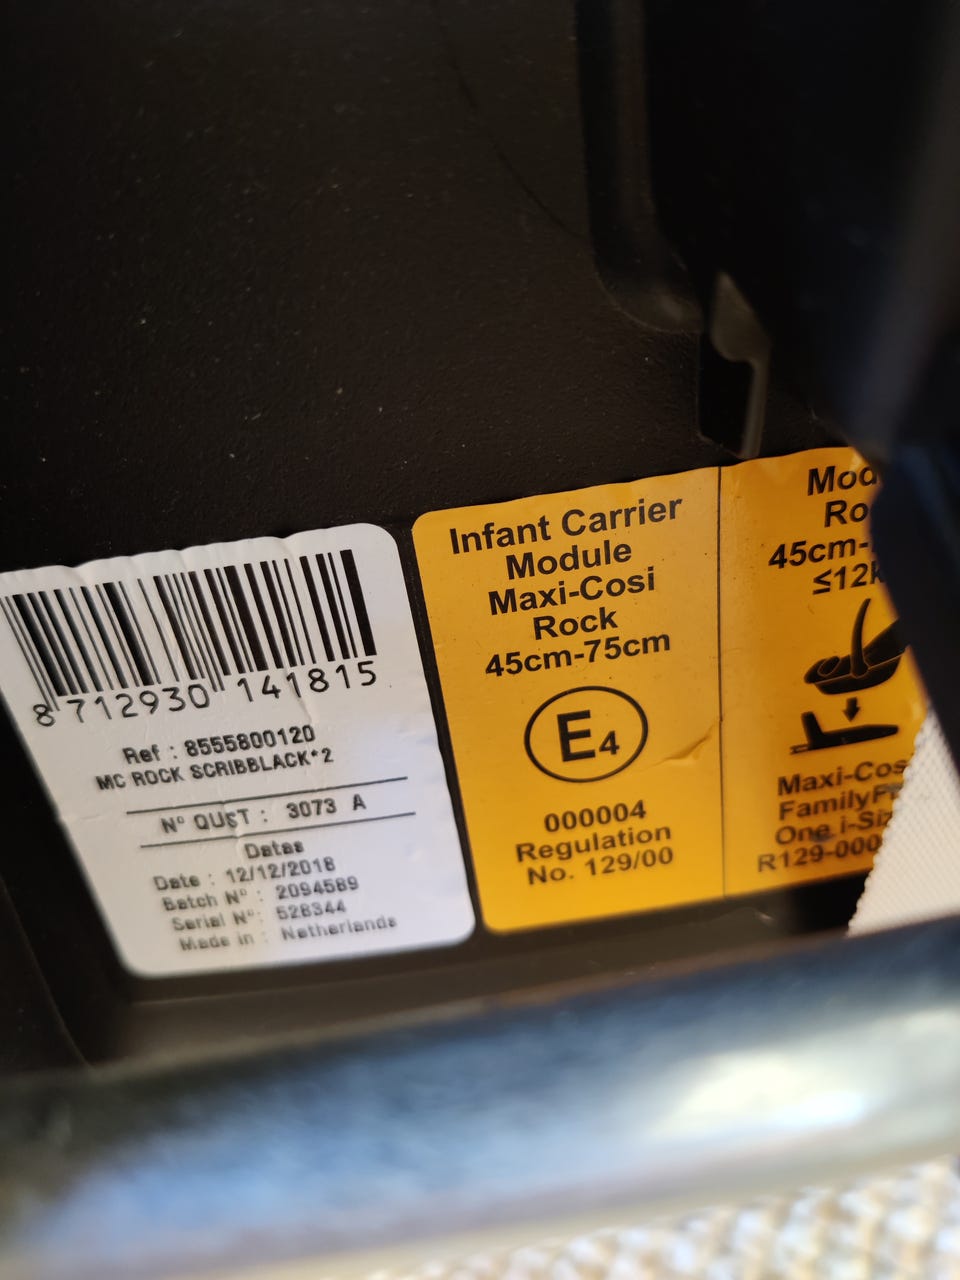 8 712930 141815
Ref : 8555800120
MC ROCK SCRIBBLACK*2
N° QUST : 3073 A
Datas
Date : 12/12/2018
Batch N° : 2094589
Serial N° : 528344
Made in : Netherlands
Infant Carrier
Module
Maxi-Cosi
Rock
45cm-75cm
E4
000004
Regulation
No. 129/00
Mod
Ro
45cm-
≤12k
Maxi-Cos
FamilyF
One i-Siz
R129-000